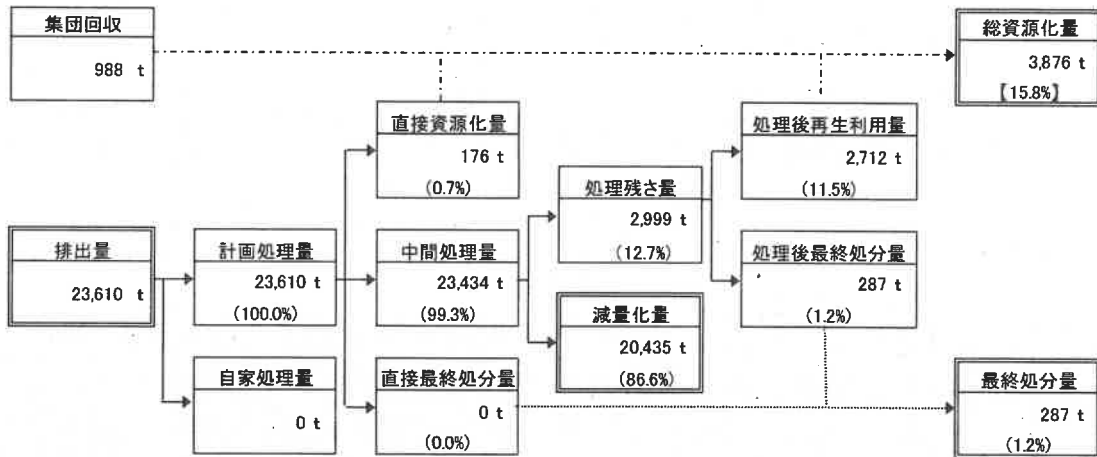 集団回収
988 t
総資源化量
3,876 t
【15.8%】
直接資源化量
176 t
(0.7%)
処理後再生利用量
2,712 t
(11.5%)
処理残さ量
2,999 t
(12.7%)
排出量
23,610 t
計画処理量
23,610 t
(100.0%)
中間処理量
23,434 t
(99.3%)
処理後最終処分量
287 t
(1.2%)
減量化量
20,435 t
(86.6%)
自家処理量
0 t
直接最終処分量
0 t
(0.0%)
最終処分量
287 t
(1.2%)